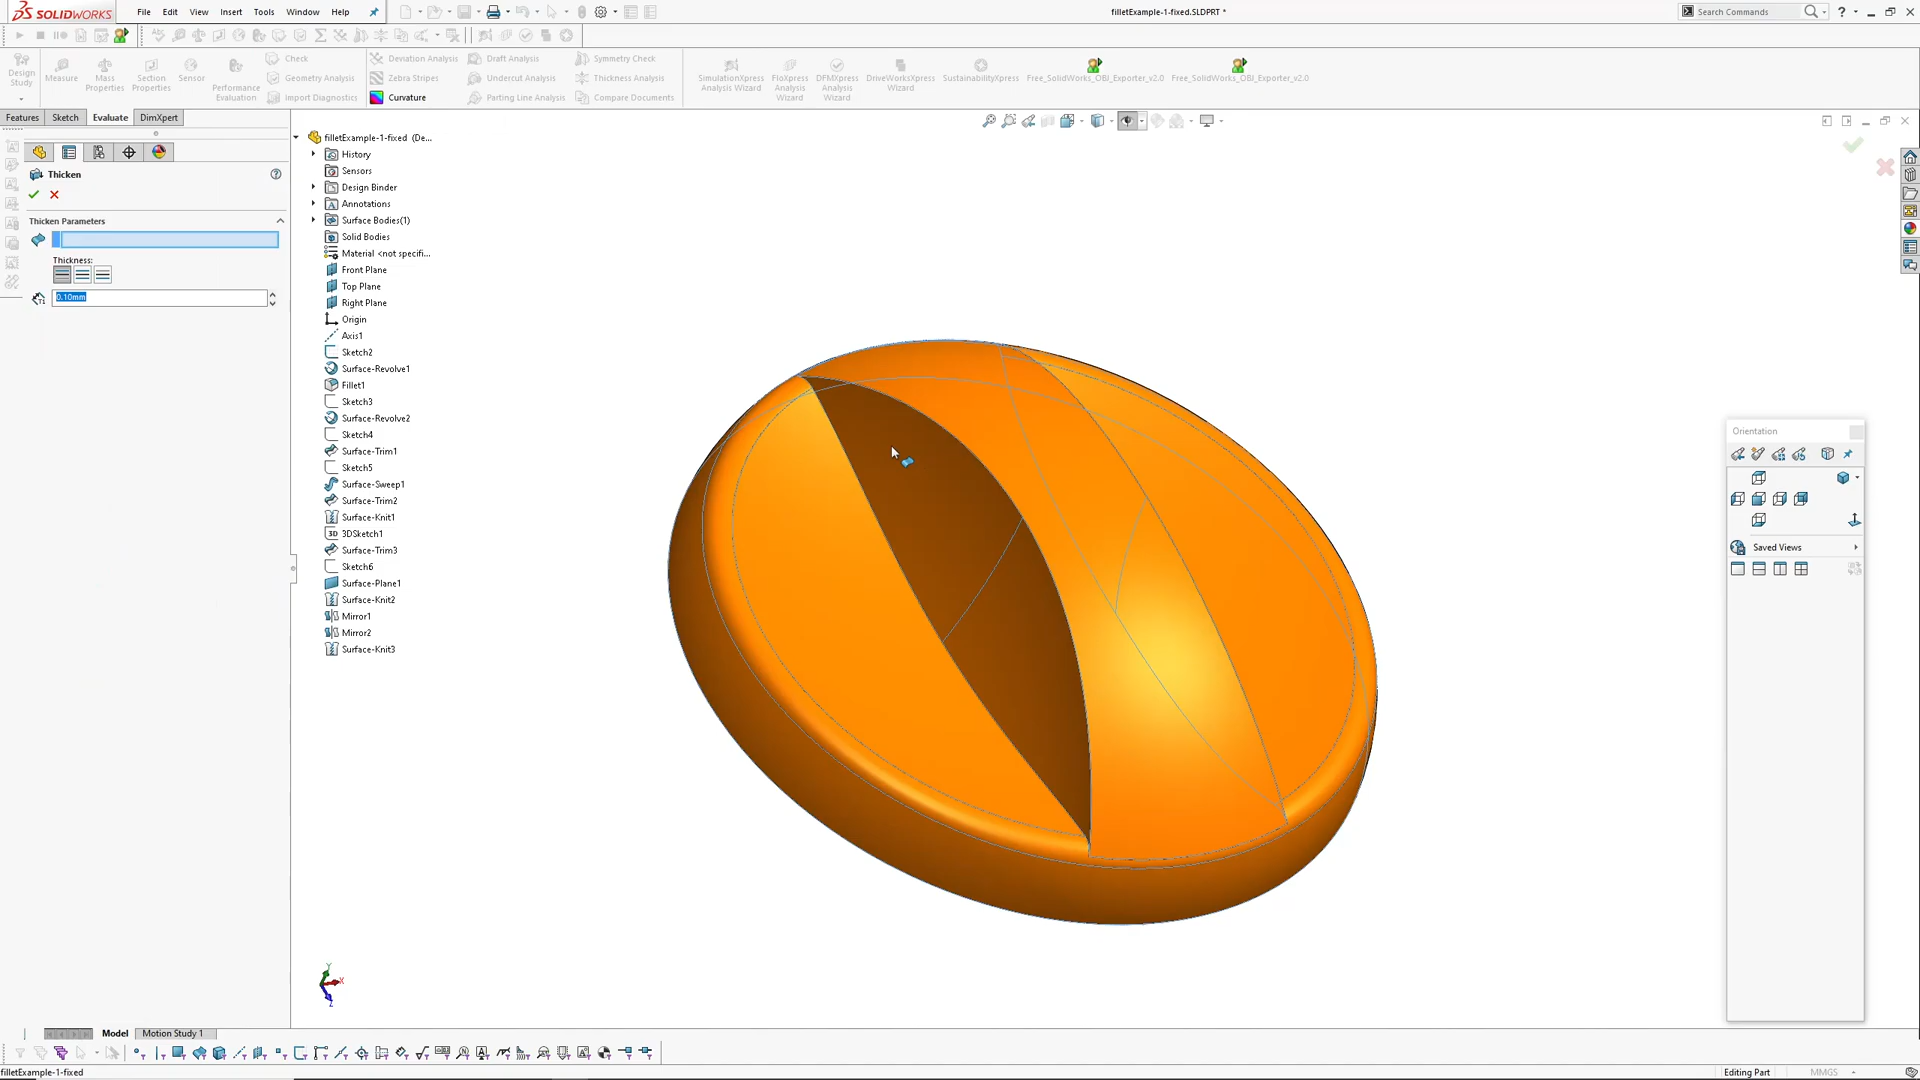 SOLIDWORKS
File Edit View Insert Tools Window Help
filletExample-1-fixed.SLDPRT *
Search Commands
Design Study
Measure
Mass Properties
Section Properties
Sensor
Performance Evaluation
Check
Geometry Analysis
Import Diagnostics
Deviation Analysis
Zebra Stripes
Curvature
Draft Analysis
Undercut Analysis
Parting Line Analysis
Symmetry Check
Thickness Analysis
Compare Documents
SimulationXpress Analysis Wizard
FloXpress Analysis Wizard
DFMXpress Analysis Wizard
DriveWorksXpress Wizard
SustainabilityXpress
Free_SolidWorks_OBJ_Exporter_v2.0
Free_SolidWorks_OBJ_Exporter_v2.0
Features Sketch Evaluate DimXpert
Thicken
Thicken Parameters
Thickness:
0.10mm
filletExample-1-fixed (De...
History
Sensors
Design Binder
Annotations
Surface Bodies(1)
Solid Bodies
Material <not specifi...
Front Plane
Top Plane
Right Plane
Origin
Axis1
Sketch2
Surface-Revolve1
Fillet1
Sketch3
Surface-Revolve2
Sketch4
Surface-Trim1
Sketch5
Surface-Sweep1
Surface-Trim2
Surface-Knit1
3D 3DSketch1
Surface-Trim3
Sketch6
Surface-Plane1
Surface-Knit2
Mirror1
Mirror2
Surface-Knit3
Orientation
Saved Views
Y
X
Z
Model Motion Study 1
filletExample-1-fixed
Editing Part
MMGS